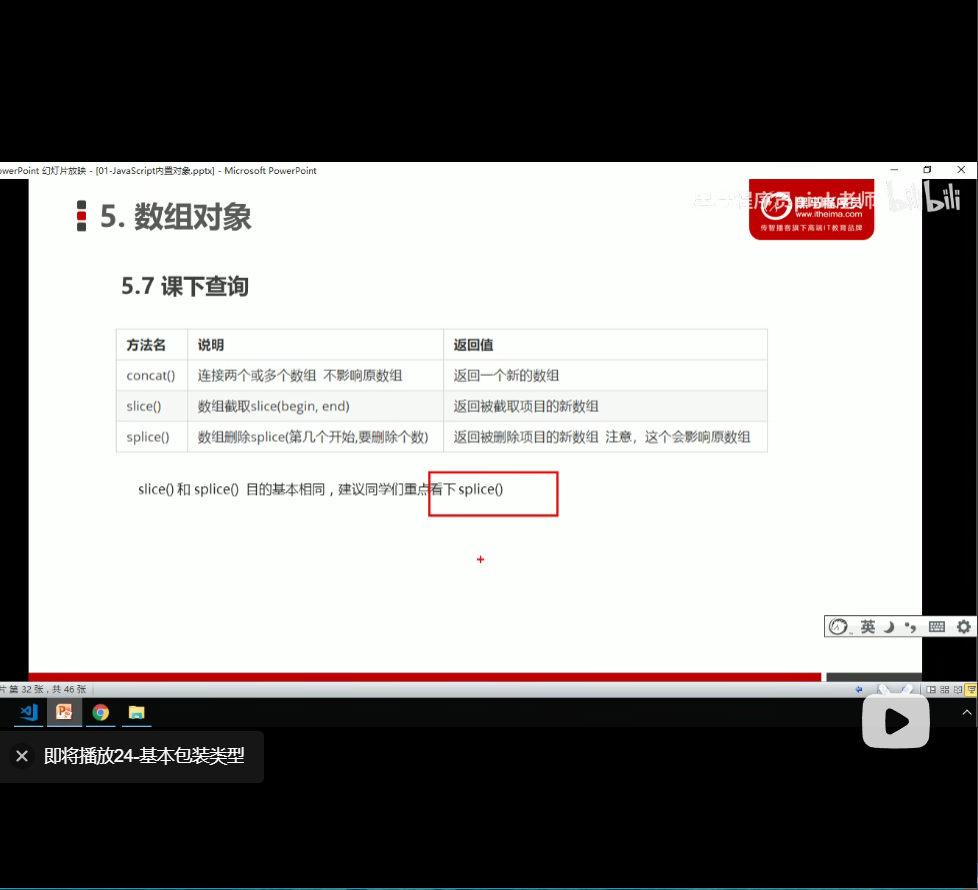 owerPoint 幻灯片放映 - [01-JavaScript内置对象.pptx] - Microsoft PowerPoint
黑马程序员pink老师
bilibili
www.itheima.com
传智播客旗下高端IT教育品牌
5. 数组对象
5.7 课下查询
方法名 说明 返回值
concat() 连接两个或多个数组 不影响原数组 返回一个新的数组
slice() 数组截取slice(begin, end) 返回被截取项目的新数组
splice() 数组删除splice(第几个开始,要删除个数) 返回被删除项目的新数组 注意，这个会影响原数组
slice() 和 splice() 目的基本相同，建议同学们重点看下 splice()
英
片 第 32 张，共 46 张
即将播放24-基本包装类型